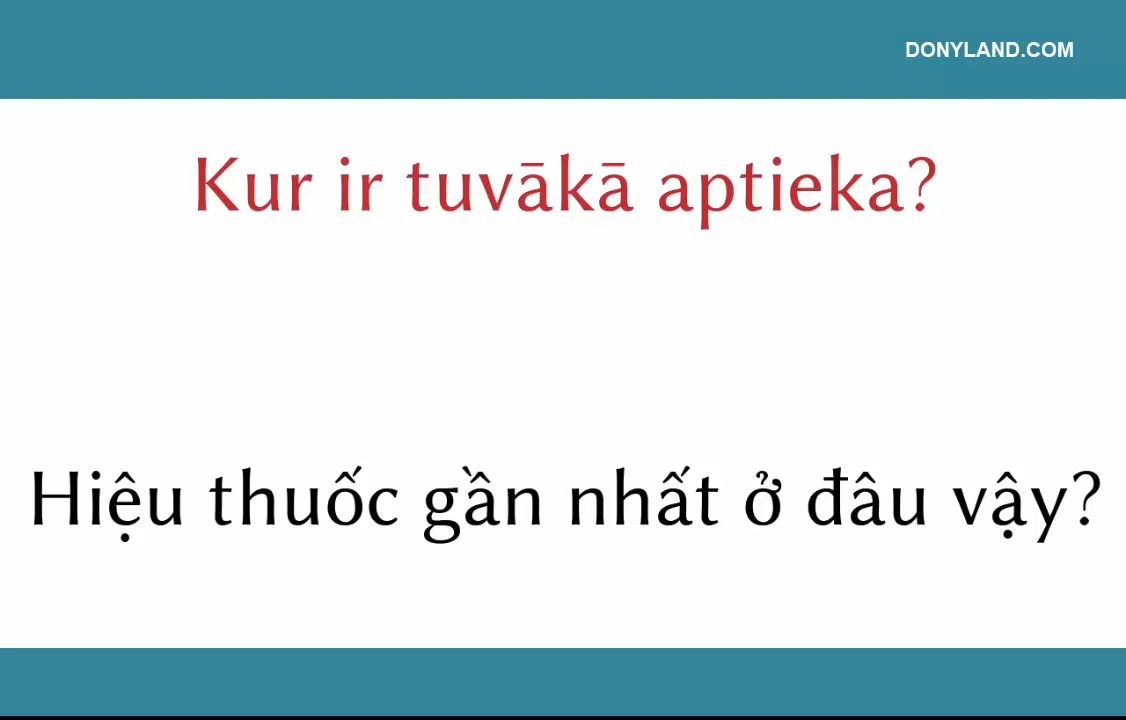 DONYLAND.COM
Kur ir tuvākā aptieka?
Hiệu thuốc gần nhất ở đâu vậy?